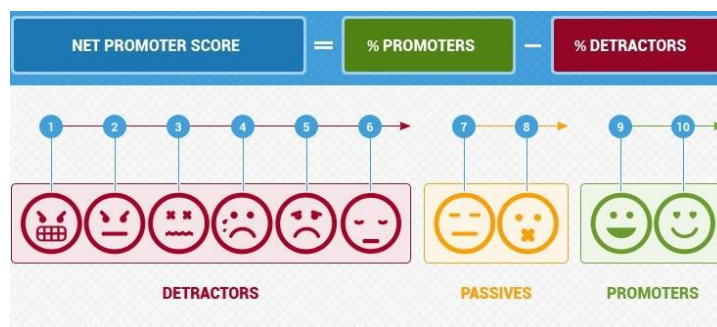 NET PROMOTER SCORE = % PROMOTERS – % DETRACTORS
1 2 3 4 5 6 7 8 9 10
DETRACTORS PASSIVES PROMOTERS